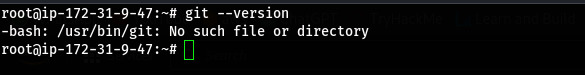 root@ip-172-31-9-47:~# git --version
-bash: /usr/bin/git: No such file or directory
root@ip-172-31-9-47:~#